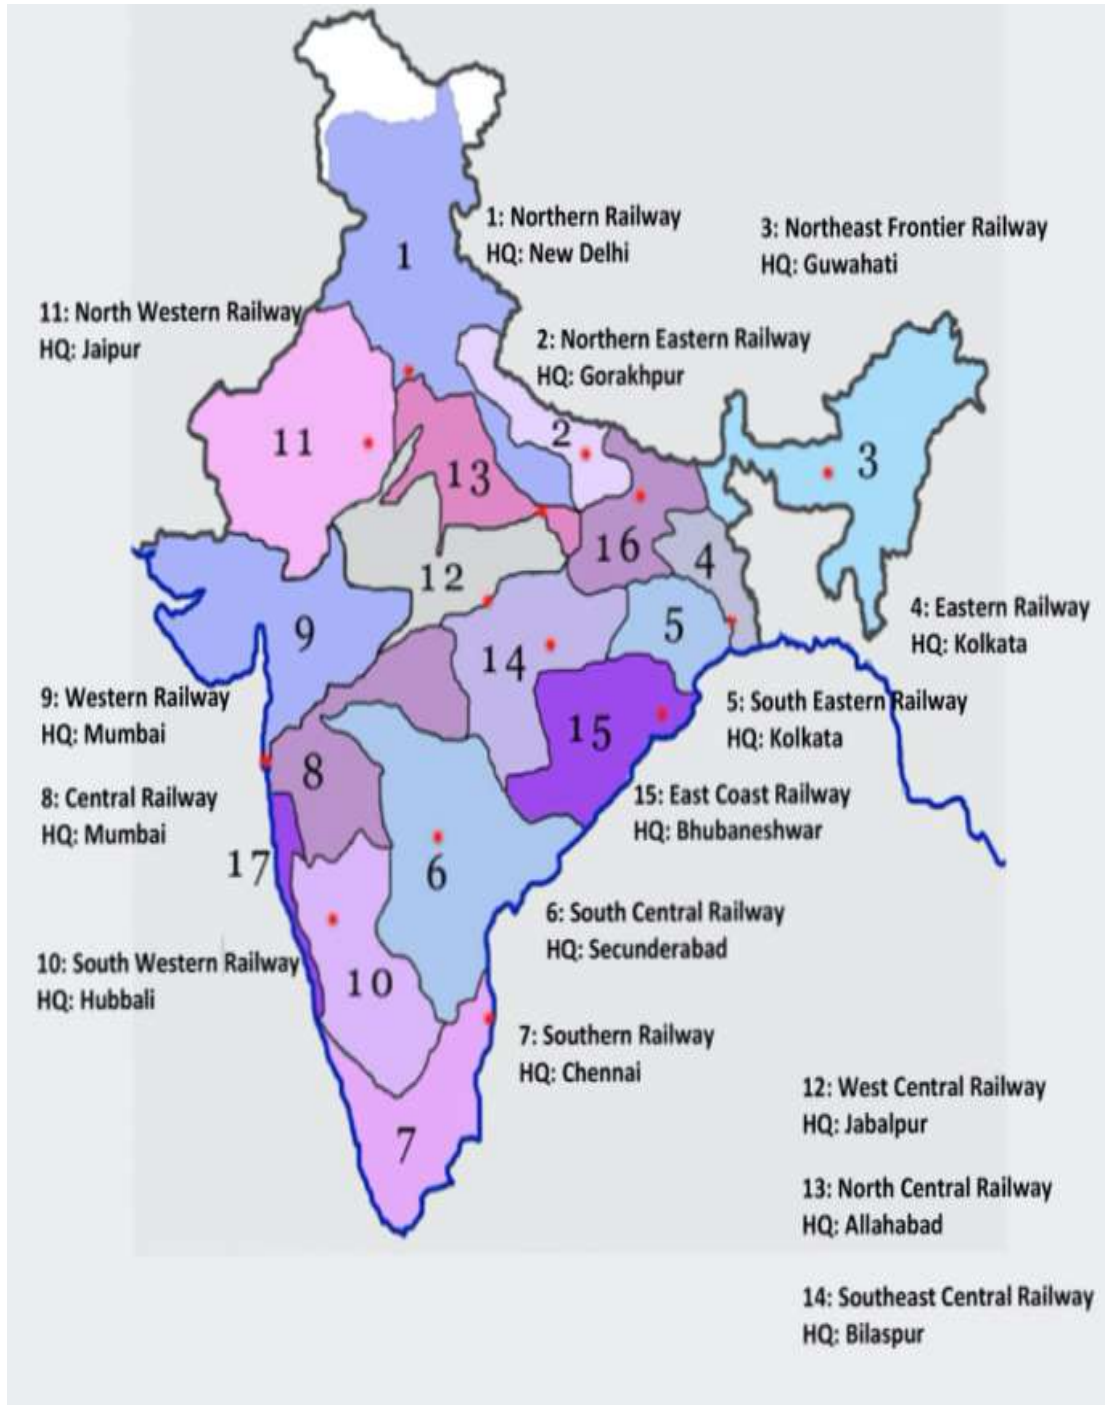 1: Northern Railway
HQ: New Delhi
3: Northeast Frontier Railway
HQ: Guwahati
1
11: North Western Railway
HQ: Jaipur
2: Northern Eastern Railway
HQ: Gorakhpur
2
11
3
13
16
4
12
4: Eastern Railway
HQ: Kolkata
9
5
14
9: Western Railway
HQ: Mumbai
5: South Eastern Railway
HQ: Kolkata
15
8
8: Central Railway
HQ: Mumbai
15: East Coast Railway
HQ: Bhubaneshwar
17
6
6: South Central Railway
HQ: Secunderabad
10: South Western Railway
HQ: Hubbali
10
7: Southern Railway
HQ: Chennai
7
12: West Central Railway
HQ: Jabalpur
13: North Central Railway
HQ: Allahabad
14: Southeast Central Railway
HQ: Bilaspur